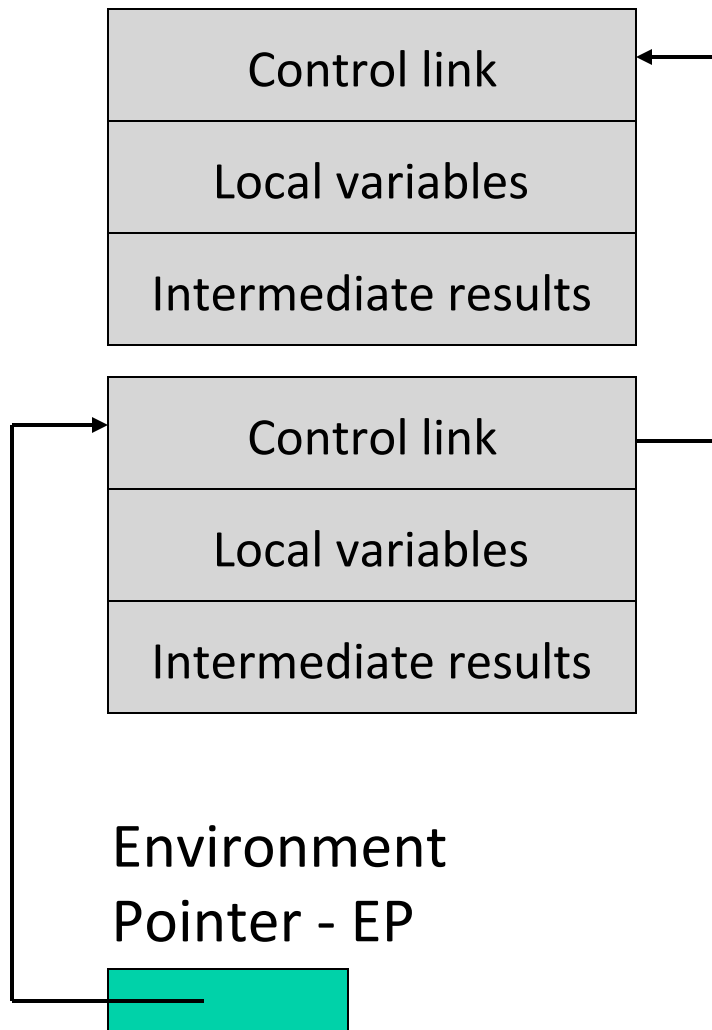 Control link
Local variables
Intermediate results
Control link
Local variables
Intermediate results
Environment
Pointer - EP